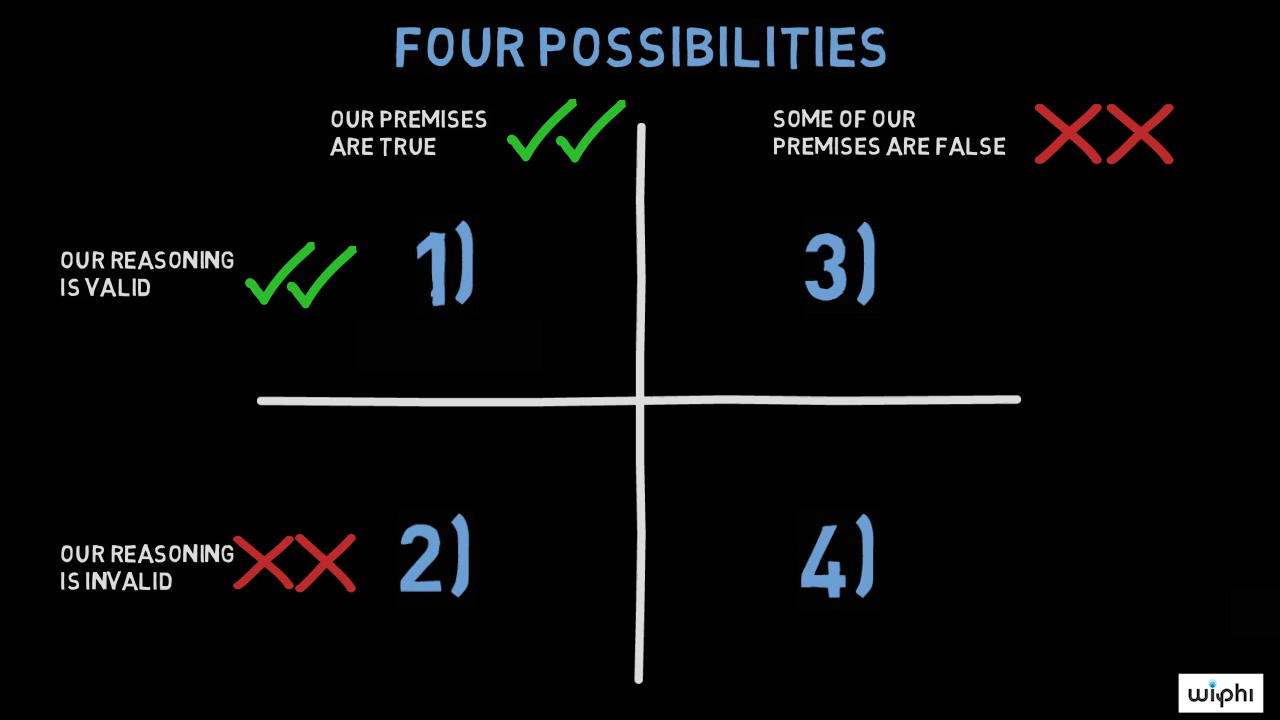 FOUR POSSIBILITIES
OUR PREMISES
ARE TRUE
SOME OF OUR
PREMISES ARE FALSE
OUR REASONING
IS VALID
1)
3)
OUR REASONING
IS INVALID
2)
4)
wiphi